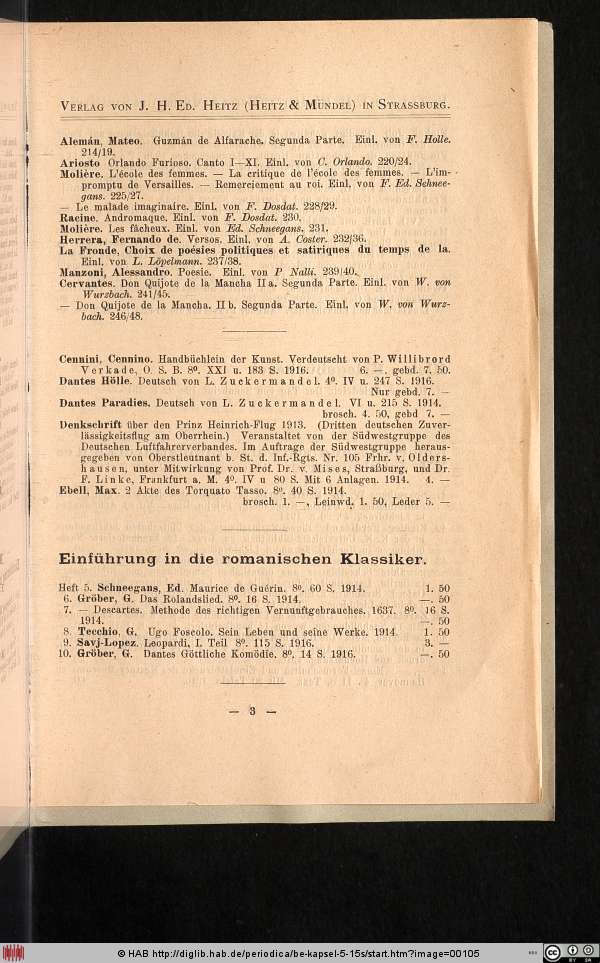 Verlag von J. H. Ed. Heitz (Heitz & Mündel) in Strassburg.
Alemán, Mateo. Guzmán de Alfarache. Segunda Parte. Einl. von F. Holle.
214/19.
Ariosto Orlando Furioso. Canto I—XI. Einl. von C. Orlando. 220/24.
Molière. L'école des femmes. — La critique de l'école des femmes. — L'im-
promptu de Versailles. — Remerciement au roi. Einl. von F. Ed. Schnee-
gans. 225/27.
— Le malade imaginaire. Einl. von F. Dosdat. 228/29.
Racine. Andromaque. Einl. von F. Dosdat. 230.
Molière. Les fâcheux. Einl. von Ed. Schneegans. 231.
Herrera, Fernando de. Versos. Einl. von A. Coster. 232/36.
La Fronde, Choix de poésies politiques et satiriques du temps de la.
Einl. von L. Löpelmann. 237/38.
Manzoni, Alessandro. Poesie. Einl. von P Nalli. 239/40.
Cervantes. Don Quijote de la Mancha II a. Segunda Parte. Einl. von W. von
Wurzbach. 241/45.
— Don Quijote de la Mancha. II b. Segunda Parte. Einl. von W. von Wurz-
bach. 246/48.
Cennini, Cennino. Handbüchlein der Kunst. Verdeutscht von P. Willibrord
Verkade, O. S. B. 8⁰. XXI u. 183 S. 1916. 6. —. gebd. 7. 50.
Dantes Hölle. Deutsch von L. Zuckermandel. 4⁰. IV u. 247 S. 1916.
Nur gebd. 7. —
Dantes Paradies. Deutsch von L. Zuckermandel. VI u. 215 S. 1914.
brosch. 4. 50, gebd 7. —
Denkschrift über den Prinz Heinrich-Flug 1913. (Dritten deutschen Zuver-
lässigkeitsflug am Oberrhein.) Veranstaltet von der Südwestgruppe des
Deutschen Luftfahrerverbandes. Im Auftrage der Südwestgruppe heraus-
gegeben von Oberstleutnant b. St. d. Inf.-Rgts. Nr. 105 Frhr. v. Olders-
hausen, unter Mitwirkung von Prof. Dr. v. Mises, Straßburg, und Dr.
F. Linke, Frankfurt a. M. 4⁰. IV u 80 S. Mit 6 Anlagen. 1914. 4. —
Ebell, Max. 2 Akte des Torquato Tasso. 8⁰. 40 S. 1914.
brosch. 1. —, Leinwd. 1. 50, Leder 5. —
Einführung in die romanischen Klassiker.
Heft 5. Schneegans, Ed. Maurice de Guérin. 8⁰. 60 S. 1914. 1. 50
6. Gröber, G. Das Rolandslied. 8⁰. 16 S. 1914. —. 50
7. — Descartes. Methode des richtigen Vernunftgebrauches. 1637. 8⁰. 16 S.
1914. —. 50
8. Tecchio, G. Ugo Foscolo. Sein Leben und seine Werke. 1914. 1. 50
9. Savj-Lopez. Leopardi, I. Teil 8⁰. 115 S. 1916. 3. —
10. Gröber, G. Dantes Göttliche Komödie. 8⁰. 14 S. 1916. —. 50
— 3 —
© HAB http://diglib.hab.de/periodica/be-kapsel-5-15s/start.htm?image=00105